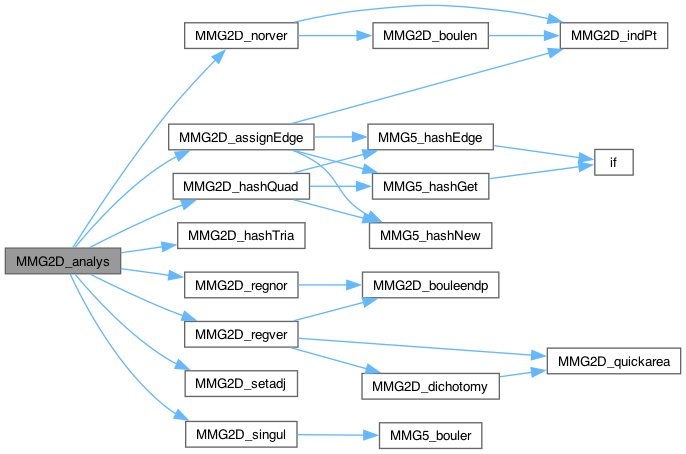 MMG2D_norver
MMG2D_boulen
MMG2D_indPt
MMG2D_assignEdge
MMG5_hashEdge
if
MMG2D_hashQuad
MMG5_hashGet
MMG2D_hashTria
MMG5_hashNew
MMG2D_analys
MMG2D_regnor
MMG2D_bouleendp
MMG2D_regver
MMG2D_quickarea
MMG2D_setadj
MMG2D_dichotomy
MMG2D_singul
MMG5_bouler